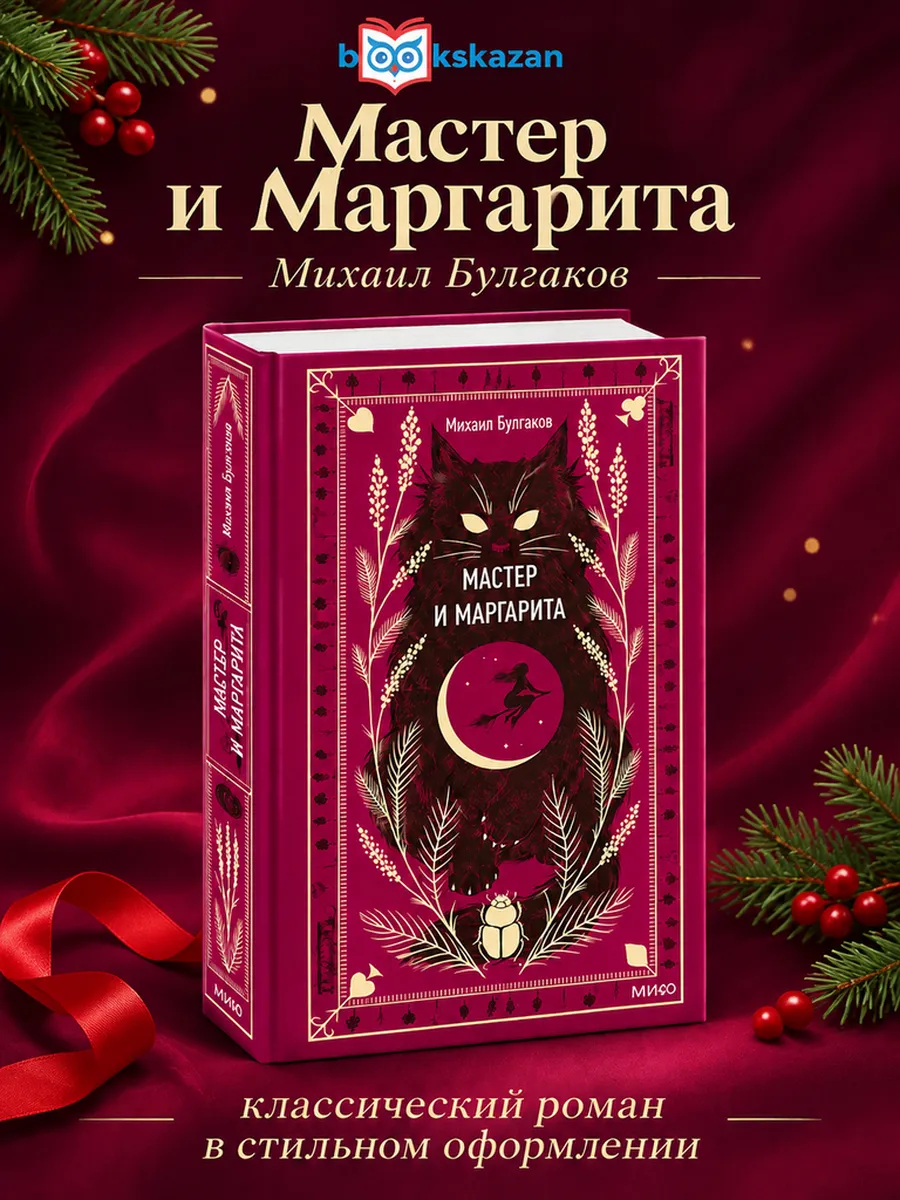 bookskazan
Мастер
и Маргарита
Михаил Булгаков
Михаил Булгаков
МАСТЕР
И МАРГАРИТА
МИФ
Михаил Булгаков
МАСТЕР
И МАРГАРИТА
МИФ
классический роман
в стильном оформлении